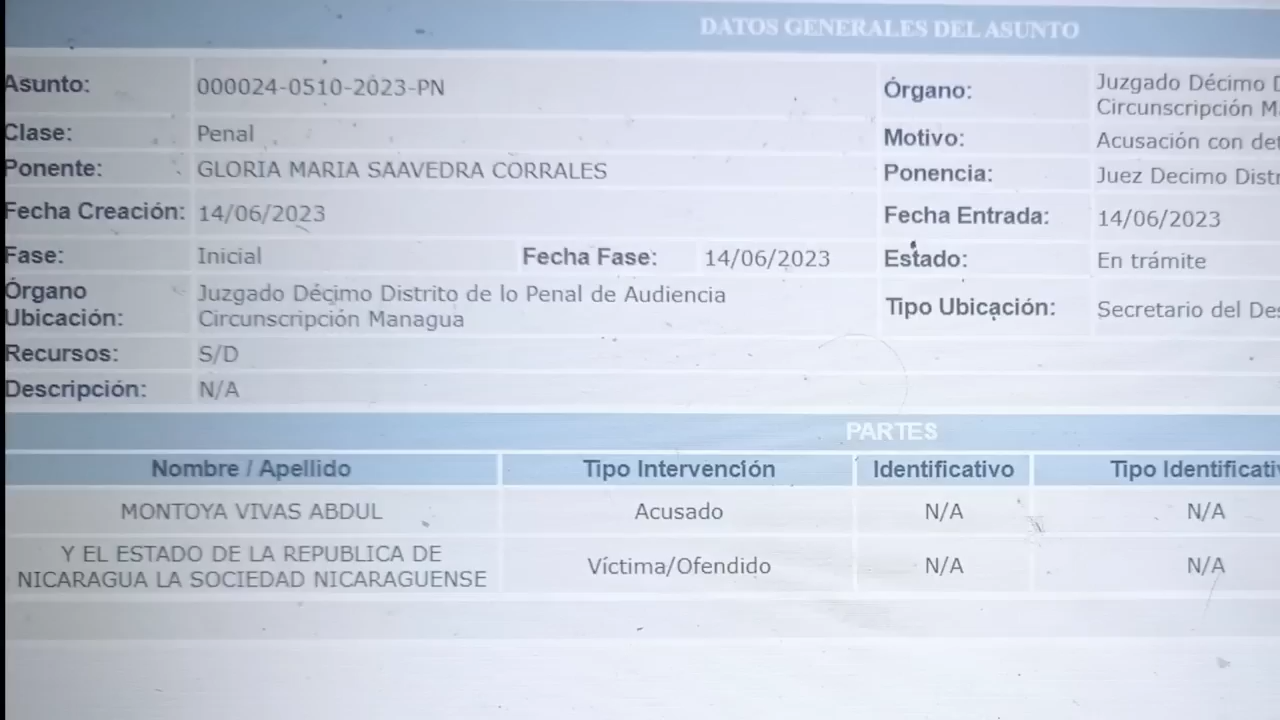 DATOS GENERALES DEL ASUNTO
Asunto: 000024-0510-2023-PN Órgano: Juzgado Décimo
Circunscripción
Clase: Penal Motivo: Acusación con
Ponente: GLORIA MARIA SAAVEDRA CORRALES Ponencia: Juez Decimo
Fecha Creación: 14/06/2023 Fecha Entrada: 14/06/2023
Fase: Inicial Fecha Fase: 14/06/2023 Estado: En trámite
Órgano Ubicación: Juzgado Décimo Distrito de lo Penal de Audiencia Tipo Ubicación: Secretario del
Circunscripción Managua
Recursos: S/D
Descripción: N/A
PARTES
Nombre / Apellido Tipo Intervención Identificativo Tipo
MONTOYA VIVAS ABDUL Acusado N/A N/A
Y EL ESTADO DE LA REPUBLICA DE
NICARAGUA LA SOCIEDAD NICARAGUENSE Víctima/Ofendido N/A N/A